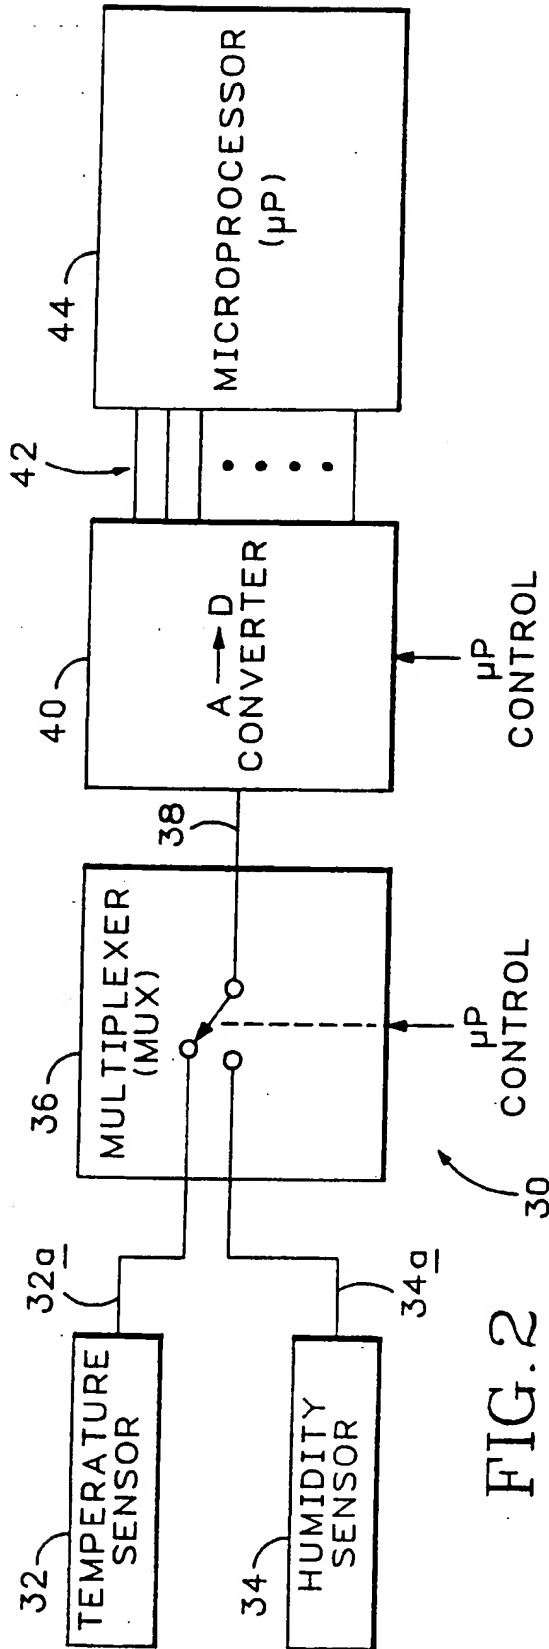 32
TEMPERATURE
SENSOR
32a
34
HUMIDITY
SENSOR
34a
36
MULTIPLEXER
(MUX)
µP
CONTROL
30
38
40
A → D
CONVERTER
µP
CONTROL
42
44
MICROPROCESSOR
(µP)
FIG. 2